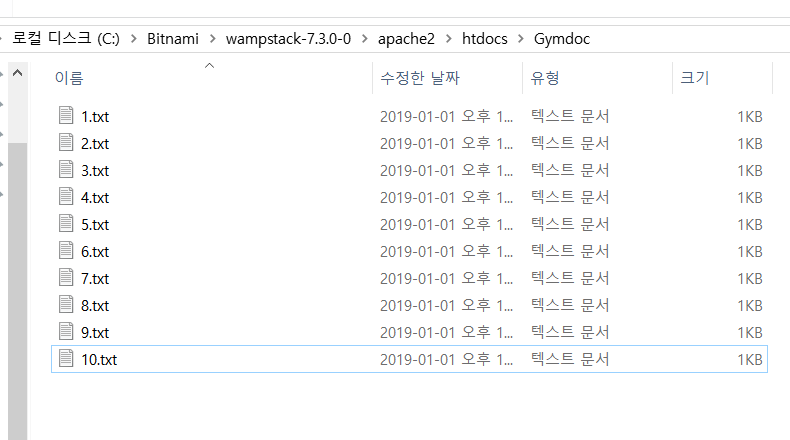 로컬 디스크 (C:) > Bitnami > wampstack-7.3.0-0 > apache2 > htdocs > Gymdoc
이름 수정한 날짜 유형 크기
1.txt 2019-01-01 오후 1... 텍스트 문서 1KB
2.txt 2019-01-01 오후 1... 텍스트 문서 1KB
3.txt 2019-01-01 오후 1... 텍스트 문서 1KB
4.txt 2019-01-01 오후 1... 텍스트 문서 1KB
5.txt 2019-01-01 오후 1... 텍스트 문서 1KB
6.txt 2019-01-01 오후 1... 텍스트 문서 1KB
7.txt 2019-01-01 오후 1... 텍스트 문서 1KB
8.txt 2019-01-01 오후 1... 텍스트 문서 1KB
9.txt 2019-01-01 오후 1... 텍스트 문서 1KB
10.txt 2019-01-01 오후 1... 텍스트 문서 1KB